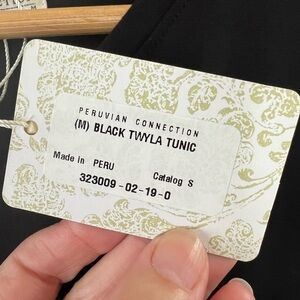 PERUVIAN CONNECTION
(M) BLACK TWYLA TUNIC
Made in PERU Catalog S
323009-02-19-0